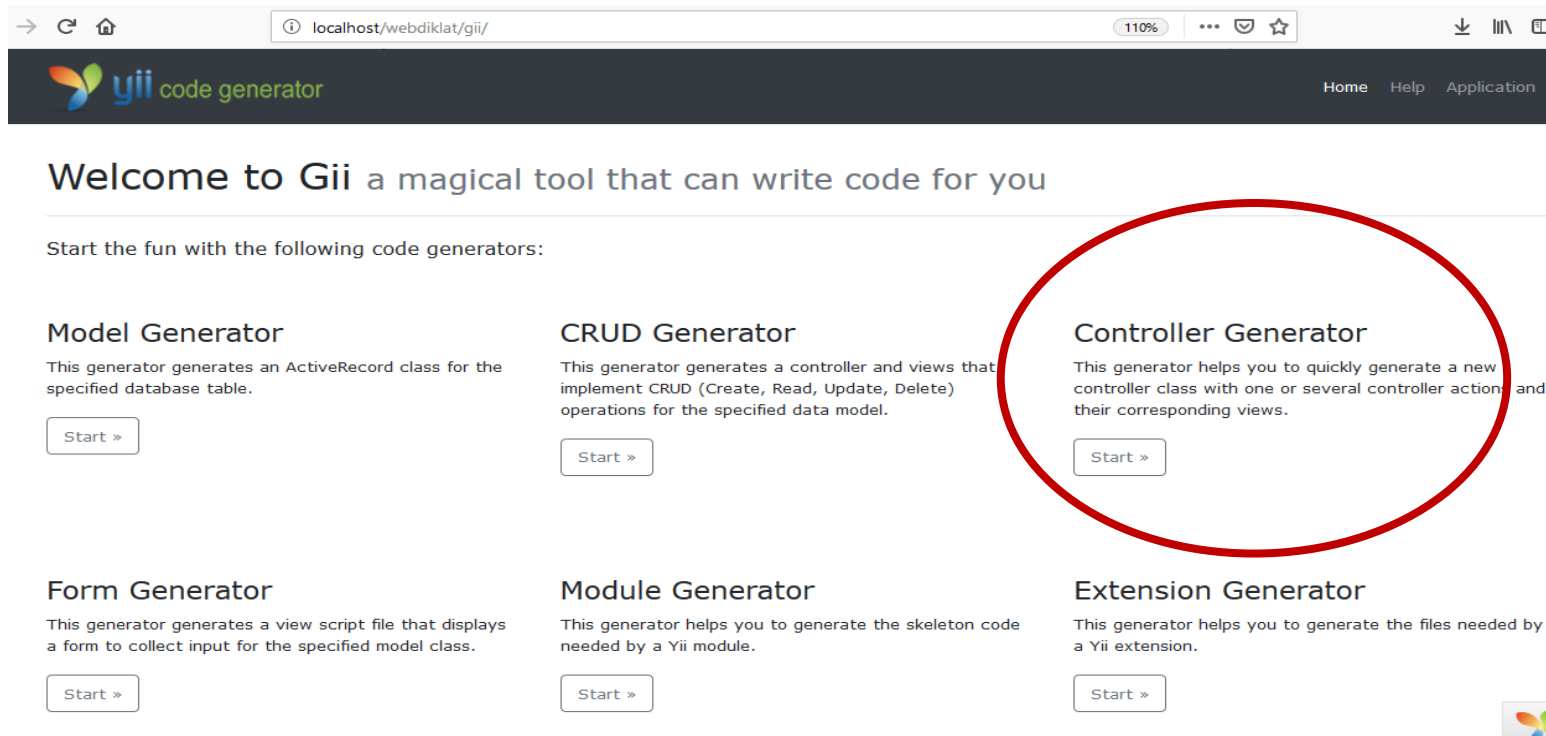 localhost/webdiklat/gii/
110%
yii code generator
Home Help Application
Welcome to Gii a magical tool that can write code for you
Start the fun with the following code generators:
Model Generator
This generator generates an ActiveRecord class for the
specified database table.
Start »
CRUD Generator
This generator generates a controller and views that
implement CRUD (Create, Read, Update, Delete)
operations for the specified data model.
Start »
Controller Generator
This generator helps you to quickly generate a new
controller class with one or several controller actions and
their corresponding views.
Start »
Form Generator
This generator generates a view script file that displays
a form to collect input for the specified model class.
Start »
Module Generator
This generator helps you to generate the skeleton code
needed by a Yii module.
Start »
Extension Generator
This generator helps you to generate the files needed by
a Yii extension.
Start »